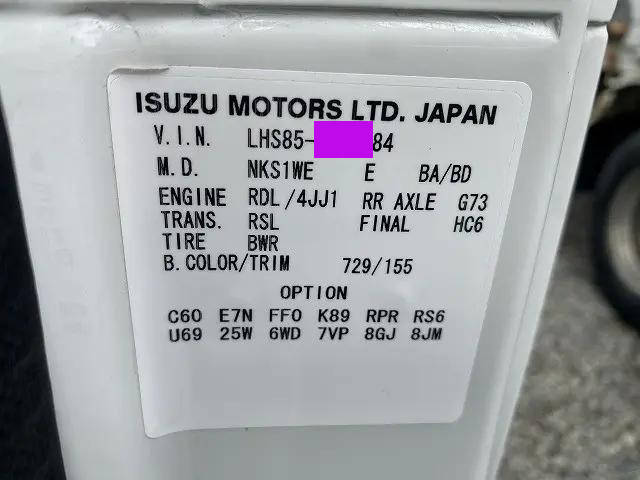 ISUZU MOTORS LTD. JAPAN
V.I.N. LHS85- 84
M.D. NKS1WE E BA/BD
ENGINE RDL/4JJ1 RR AXLE G73
TRANS. RSL FINAL HC6
TIRE BWR
B.COLOR/TRIM 729/155
OPTION
C60 E7N FF0 K89 RPR RS6
U69 25W 6WD 7VP 8GJ 8JM